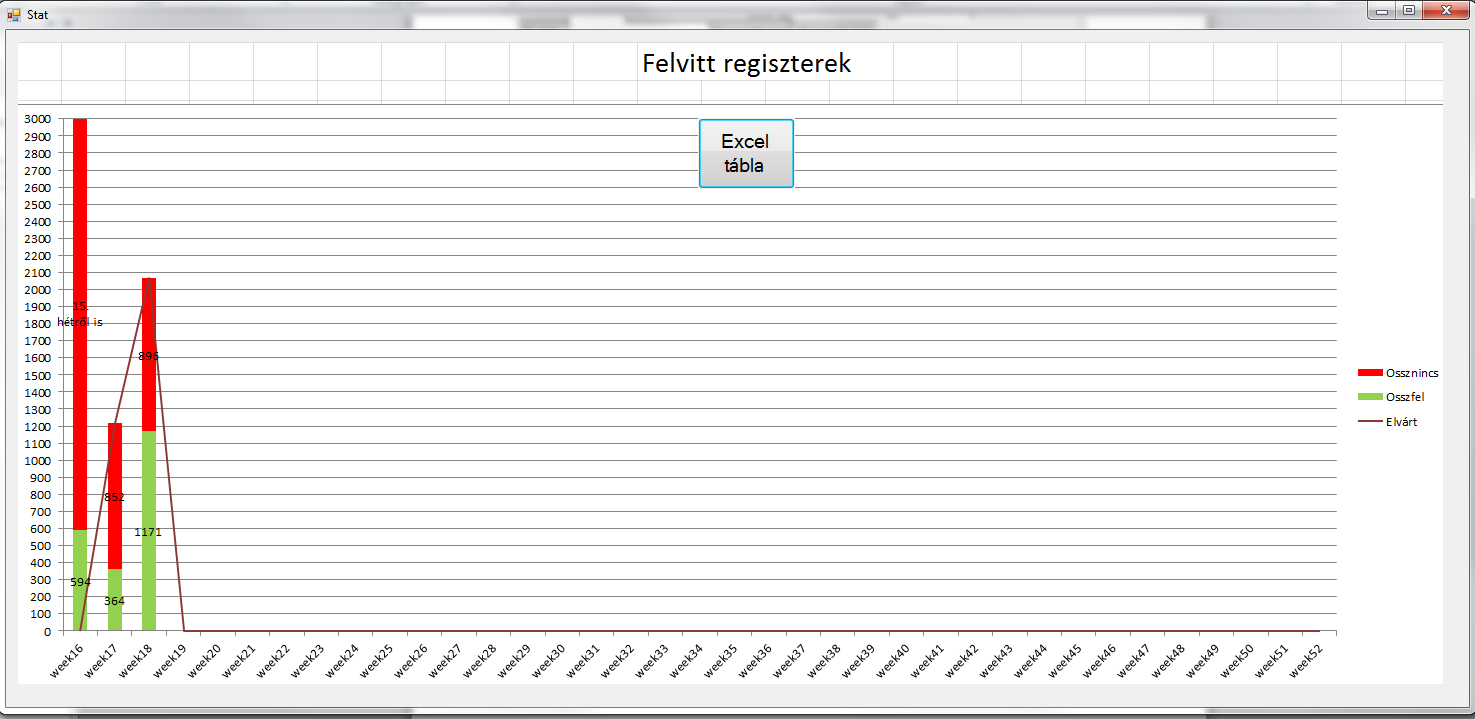 Stat
Felvitt regiszterek
Excel
tábla
3000
2900
2800
2700
2600
2500
2400
2300
2200
2100
2000
1900
1800
1700
1600
1500
1400
1300
1200
1100
1000
900
800
700
600
500
400
300
200
100
0
15.
hétről is
594
852
364
896
1171
week16
week17
week18
week19
week20
week21
week22
week23
week24
week25
week26
week27
week28
week29
week30
week31
week32
week33
week34
week35
week36
week37
week38
week39
week40
week41
week42
week43
week44
week45
week46
week47
week48
week49
week50
week51
week52
Ossznincs
Osszfel
Elvárt